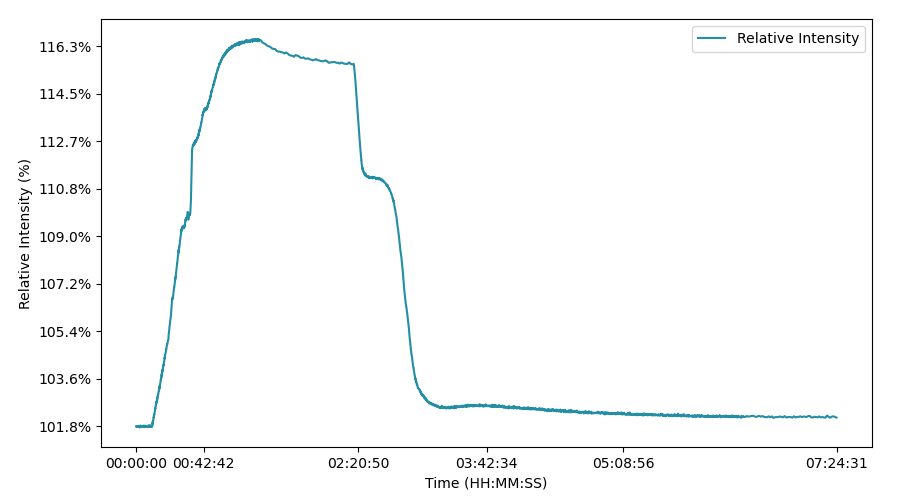 Relative Intensity
116.3%
114.5%
112.7%
110.8%
109.0%
107.2%
105.4%
103.6%
101.8%
Relative Intensity (%)
00:00:00 00:42:42 02:20:50 03:42:34 05:08:56 07:24:31
Time (HH:MM:SS)